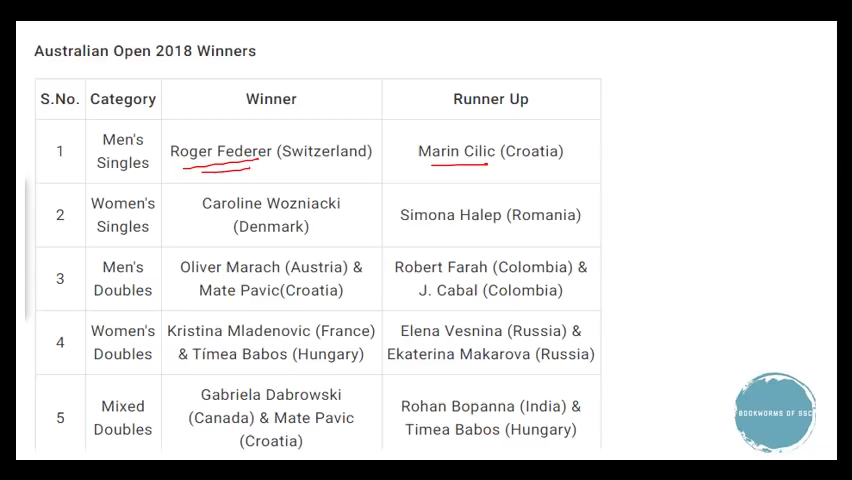 Australian Open 2018 Winners
S.No. Category Winner Runner Up
1 Men's Singles Roger Federer (Switzerland) Marin Cilic (Croatia)
2 Women's Singles Caroline Wozniacki (Denmark) Simona Halep (Romania)
3 Men's Doubles Oliver Marach (Austria) & Mate Pavic(Croatia) Robert Farah (Colombia) & J. Cabal (Colombia)
4 Women's Doubles Kristina Mladenovic (France) & Tímea Babos (Hungary) Elena Vesnina (Russia) & Ekaterina Makarova (Russia)
5 Mixed Doubles Gabriela Dabrowski (Canada) & Mate Pavic (Croatia) Rohan Bopanna (India) & Timea Babos (Hungary)
BOOKWORMS OF SSC